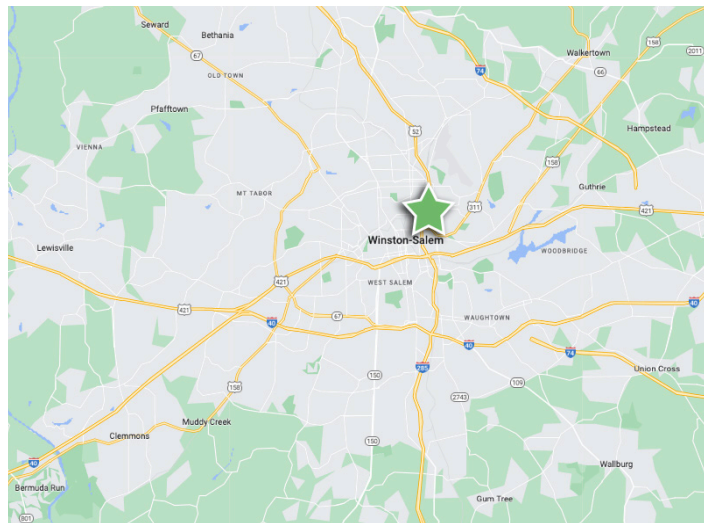 Seward
Bethania
67
OLD TOWN
Walkertown
158
2011
66
74
Pfafftown
52
Hampstead
VIENNA
158
MT TABOR
Guthrie
311
421
Winston-Salem
Lewisville
WOODBRIDGE
421
WEST SALEM
421
40
40
67
WAUGHTOWN
40
74
285
Union Cross
150
158
109
2743
Muddy Creek
Clemmons
150
40
Wallburg
Bermuda Run
Gum Tree
801